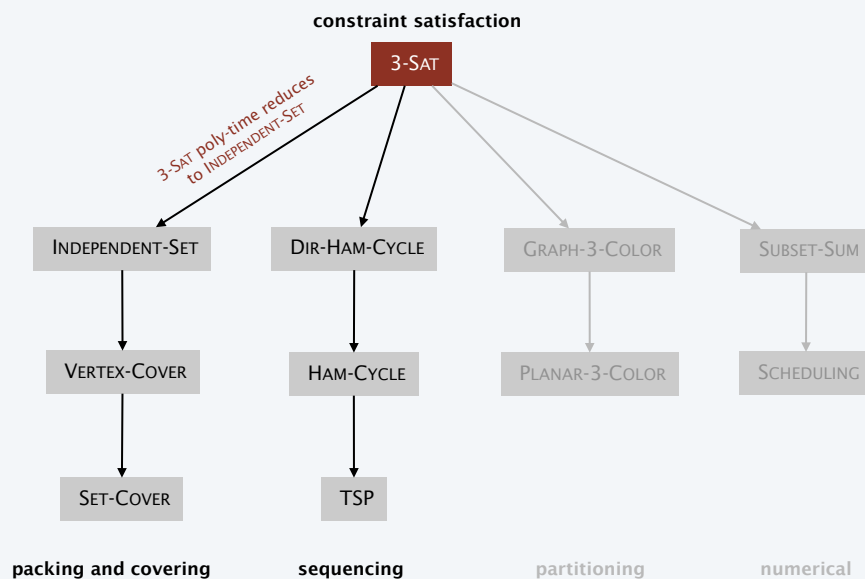 constraint satisfaction
3-SAT
3-SAT poly-time reduces
to INDEPENDENT-SET
INDEPENDENT-SET
DIR-HAM-CYCLE
GRAPH-3-COLOR
SUBSET-SUM
VERTEX-COVER
HAM-CYCLE
PLANAR-3-COLOR
SCHEDULING
SET-COVER
TSP
packing and covering
sequencing
partitioning
numerical